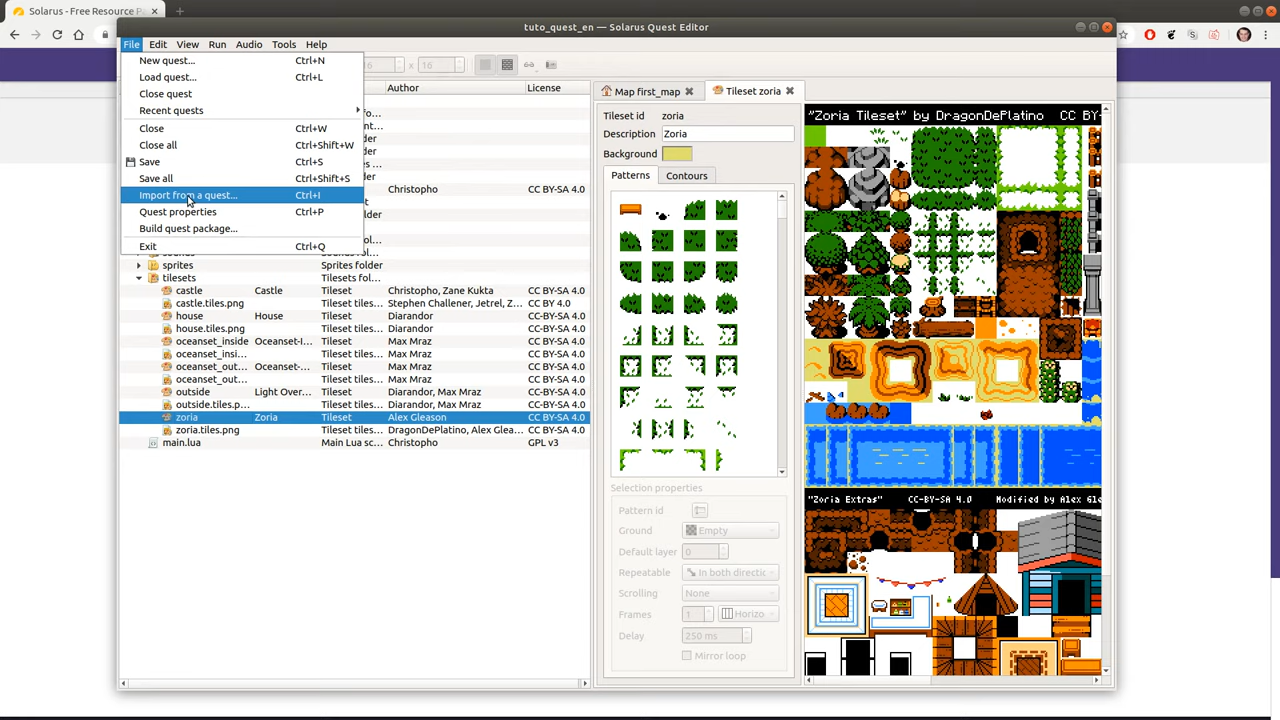 Solarus - Free Resource Pa
tuto_quest_en — Solarus Quest Editor
File Edit View Run Audio Tools Help
New quest... Ctrl+N
Load quest... Ctrl+L
Close quest
Recent quests
Close Ctrl+W
Close all Ctrl+Shift+W
Save Ctrl+S
Save all Ctrl+Shift+S
Import from a quest... Ctrl+I
Quest properties Ctrl+P
Build quest package...
Exit Ctrl+Q
16 x 16
Author License
Christopho CC BY-SA 4.0
sprites Sprites folder
tilesets Tilesets fol...
castle Castle Tileset Christopho, Zane Kukta CC BY-SA 4.0
castle.tiles.png Tileset tiles... Stephen Challener, Jetrel, Z... CC BY 4.0
house House Tileset Diarandor CC BY-SA 4.0
house.tiles.png Tileset tiles... Diarandor CC-BY-SA 4.0
oceanset_inside Oceanset-I... Tileset Max Mraz CC BY-SA 4.0
oceanset_insi... Tileset tiles... Max Mraz CC BY-SA 4.0
oceanset_out... Oceanset-... Tileset Max Mraz CC BY-SA 4.0
oceanset_out... Tileset tiles... Max Mraz CC BY-SA 4.0
outside Light Over... Tileset Diarandor, Max Mraz CC BY-SA 4.0
outside.tiles.p... Tileset tiles... Diarandor, Max Mraz CC-BY-SA 4.0
zoria Zoria Tileset Alex Gleason CC BY-SA 4.0
zoria.tiles.png Tileset tiles... DragonDePlatino, Alex Glea... CC BY-SA 4.0
main.lua Main Lua sc... Christopho GPL v3
Map first_map Tileset zoria
Tileset id zoria
Description Zoria
Background
Patterns Contours
Selection properties
Pattern id
Ground Empty
Default layer 0
Repeatable In both directic
Scrolling None
Frames 1 Horizo
Delay 250 ms
Mirror loop
"Zoria Tileset" by DragonDePlatino CC BY-
"Zoria Extras" CC-BY-SA 4.0 Modified by Alex Gle